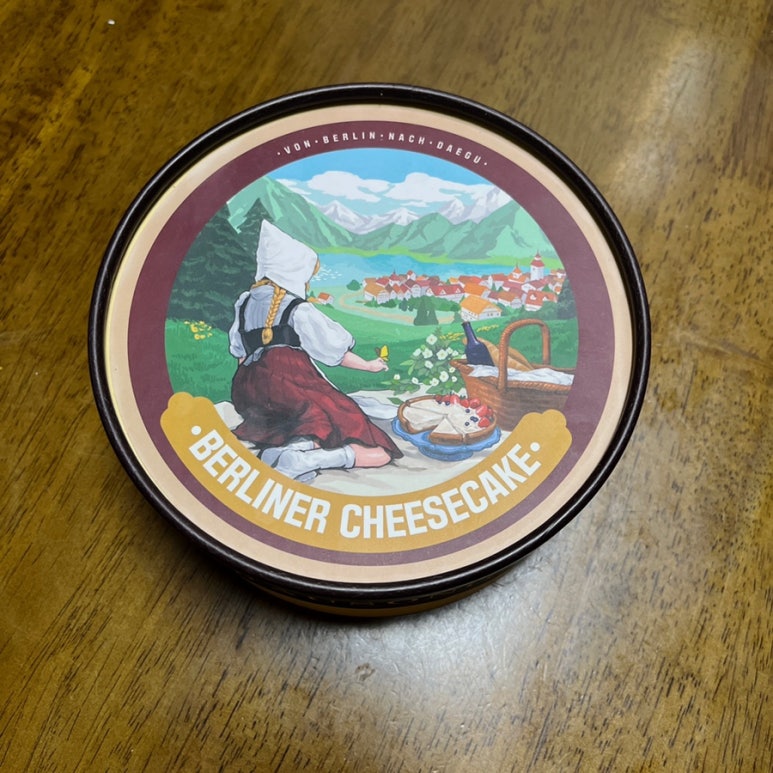 ·VON·BERLIN·NACH·DAEGU·
·BERLINER CHEESECAKE·